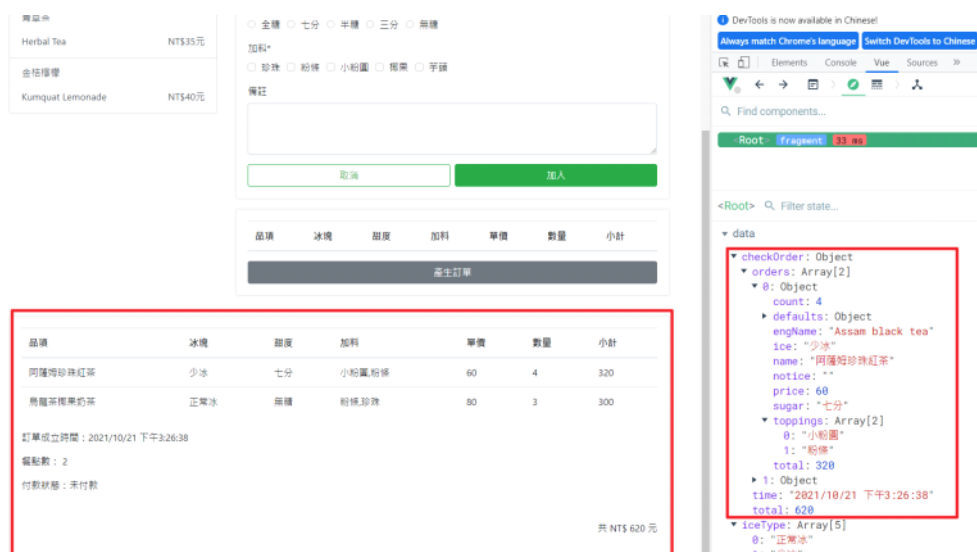 Herbal Tea NT$35元
金桔檸檬
Kumquat Lemonade NT$40元
全糖 七分 半糖 三分 無糖
加料*
珍珠 粉條 小粉圓 椰果 芋頭
備註
取消 加入
品項 冰塊 甜度 加料 單價 數量 小計
產生訂單
品項 冰塊 甜度 加料 單價 數量 小計
阿薩姆珍珠紅茶 少冰 七分 小粉圓,粉條 60 4 320
烏龍茶椰果奶茶 正常冰 無糖 粉條,珍珠 80 3 300
訂單成立時間：2021/10/21 下午3:26:38
餐點數： 2
付款狀態：未付款
共 NT$ 620 元
DevTools is now available in Chinese!
Always match Chrome's language Switch DevTools to Chinese
Elements Console Vue Sources »
Find components...
<Root> fragment 33 ms
<Root> Filter state...
data
checkOrder: Object
orders: Array[2]
0: Object
count: 4
defaults: Object
engName: "Assam black tea"
ice: "少冰"
name: "阿薩姆珍珠紅茶"
notice: ""
price: 60
sugar: "七分"
toppings: Array[2]
0: "小粉圓"
1: "粉條"
total: 320
1: Object
time: "2021/10/21 下午3:26:38"
total: 620
iceType: Array[5]
0: "正常冰"